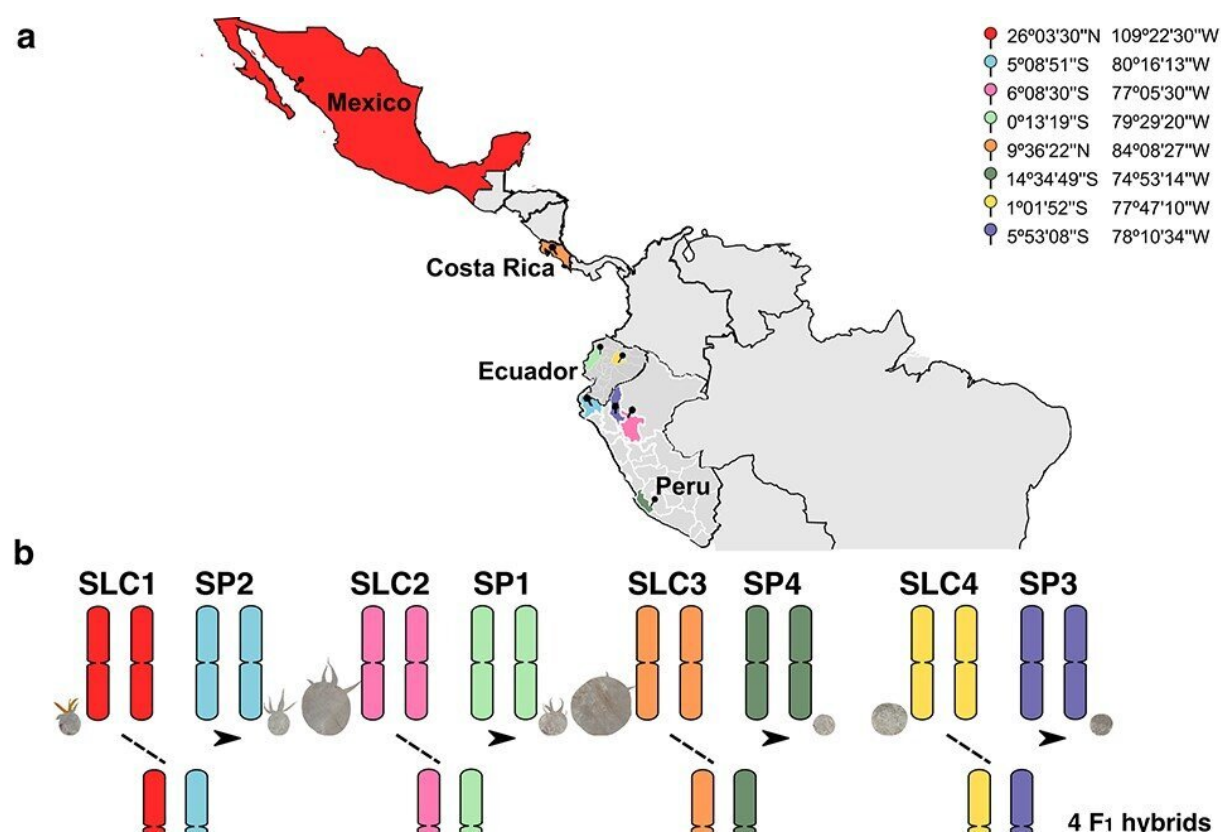 a
26º03'30"N 109º22'30"W
5º08'51"S 80º16'13"W
6º08'30"S 77º05'30"W
0º13'19"S 79º29'20"W
9º36'22"N 84º08'27"W
14º34'49"S 74º53'14"W
1º01'52"S 77º47'10"W
5º53'08"S 78º10'34"W
Mexico
Costa Rica
Ecuador
Peru
b
SLC1 SP2 SLC2 SP1 SLC3 SP4 SLC4 SP3
4 F1 hybrids